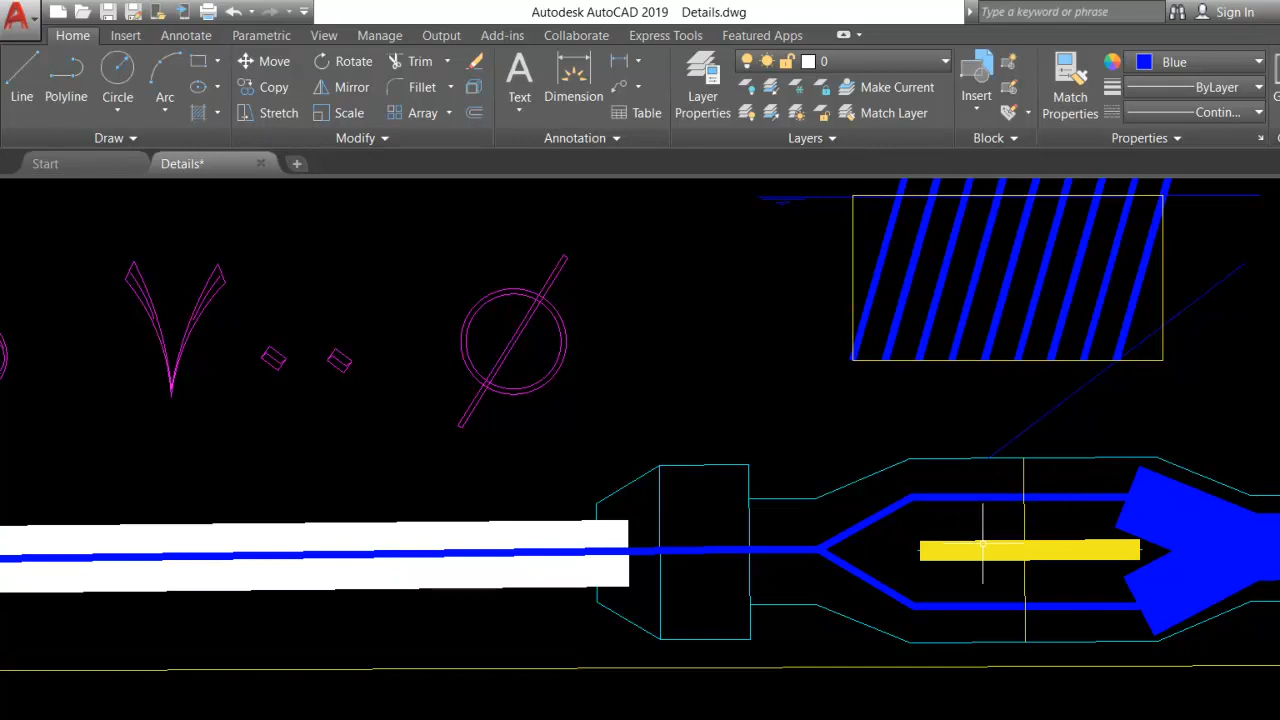 Autodesk AutoCAD 2019 Details.dwg
Type a keyword or phrase
Sign In
Home Insert Annotate Parametric View Manage Output Add-ins Collaborate Express Tools Featured Apps
Line
Polyline
Circle
Arc
Draw
Move Rotate Trim
Copy Mirror Fillet
Stretch Scale Array
Modify
Text
Dimension
Table
Annotation
Layer
Properties
0
Make Current
Match Layer
Layers
Insert
Block
Match
Properties
Blue
ByLayer
Contin...
Properties
Start Details*
٧٠٠ Ø